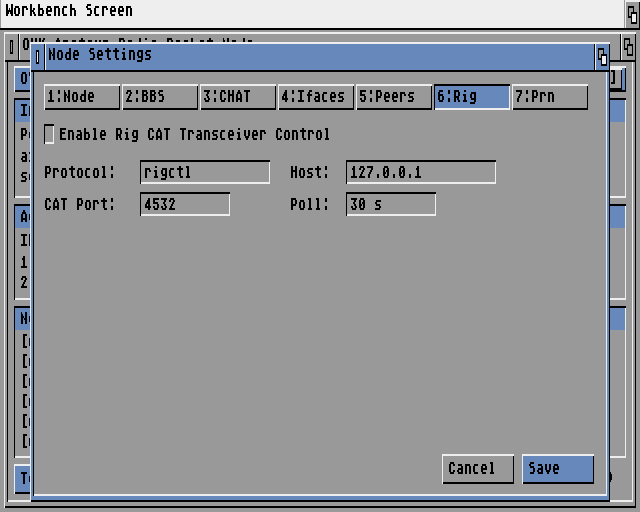 Workbench Screen
Node Settings
1:Node 2:BBS 3:CHAT 4:Ifaces 5:Peers 6:Rig 7:Prn
Enable Rig CAT Transceiver Control
Protocol: rigctl Host: 127.0.0.1
CAT Port: 4532 Poll: 30 s
Cancel Save